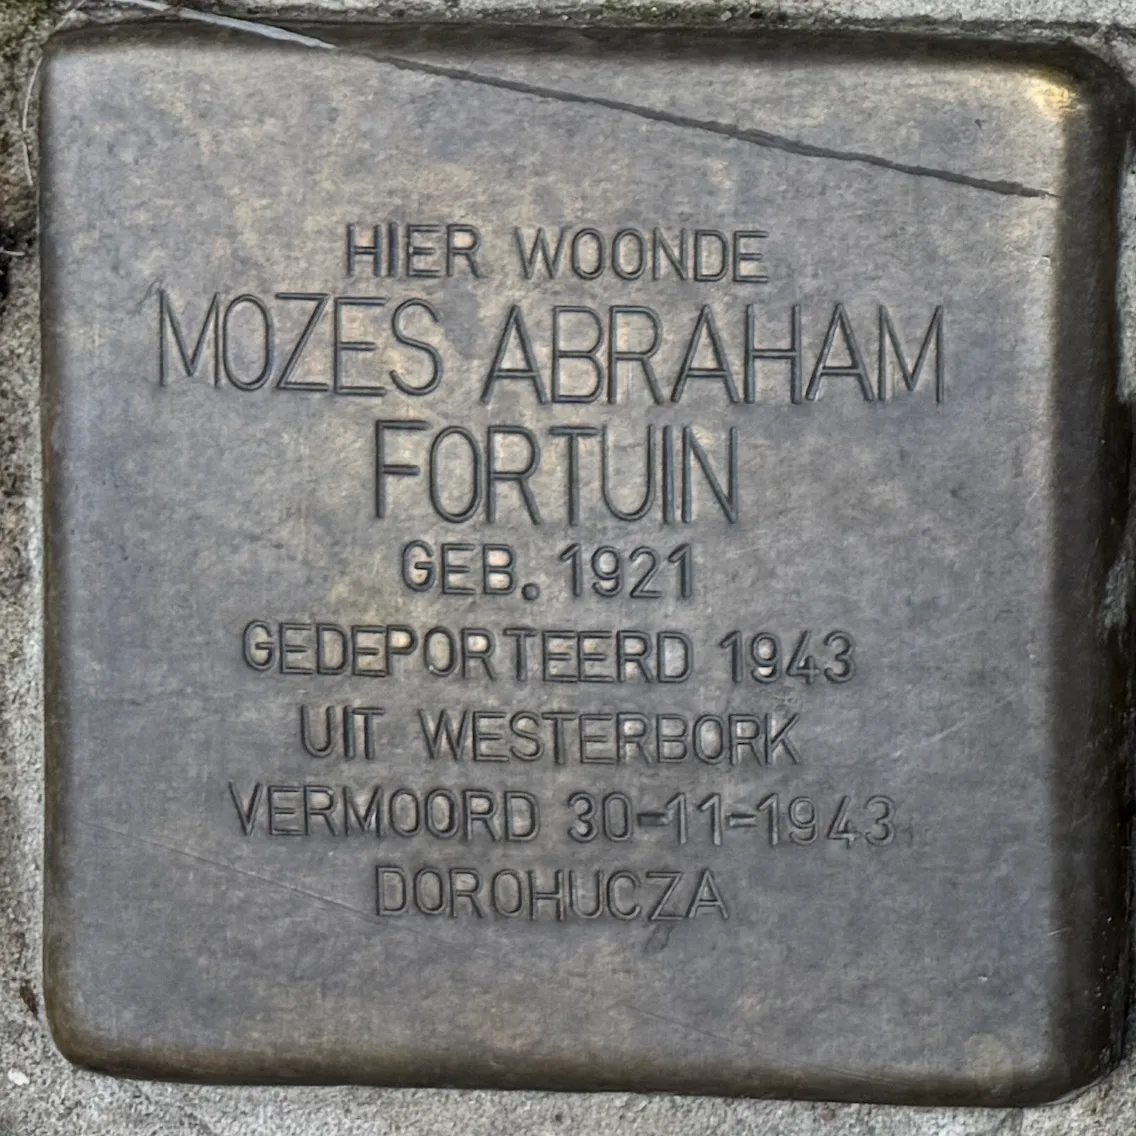 HIER WOONDE
MOZES ABRAHAM
FORTUIN
GEB. 1921
GEDEPORTEERD 1943
UIT WESTERBORK
VERMOORD 30-11-1943
DOROHUCZA